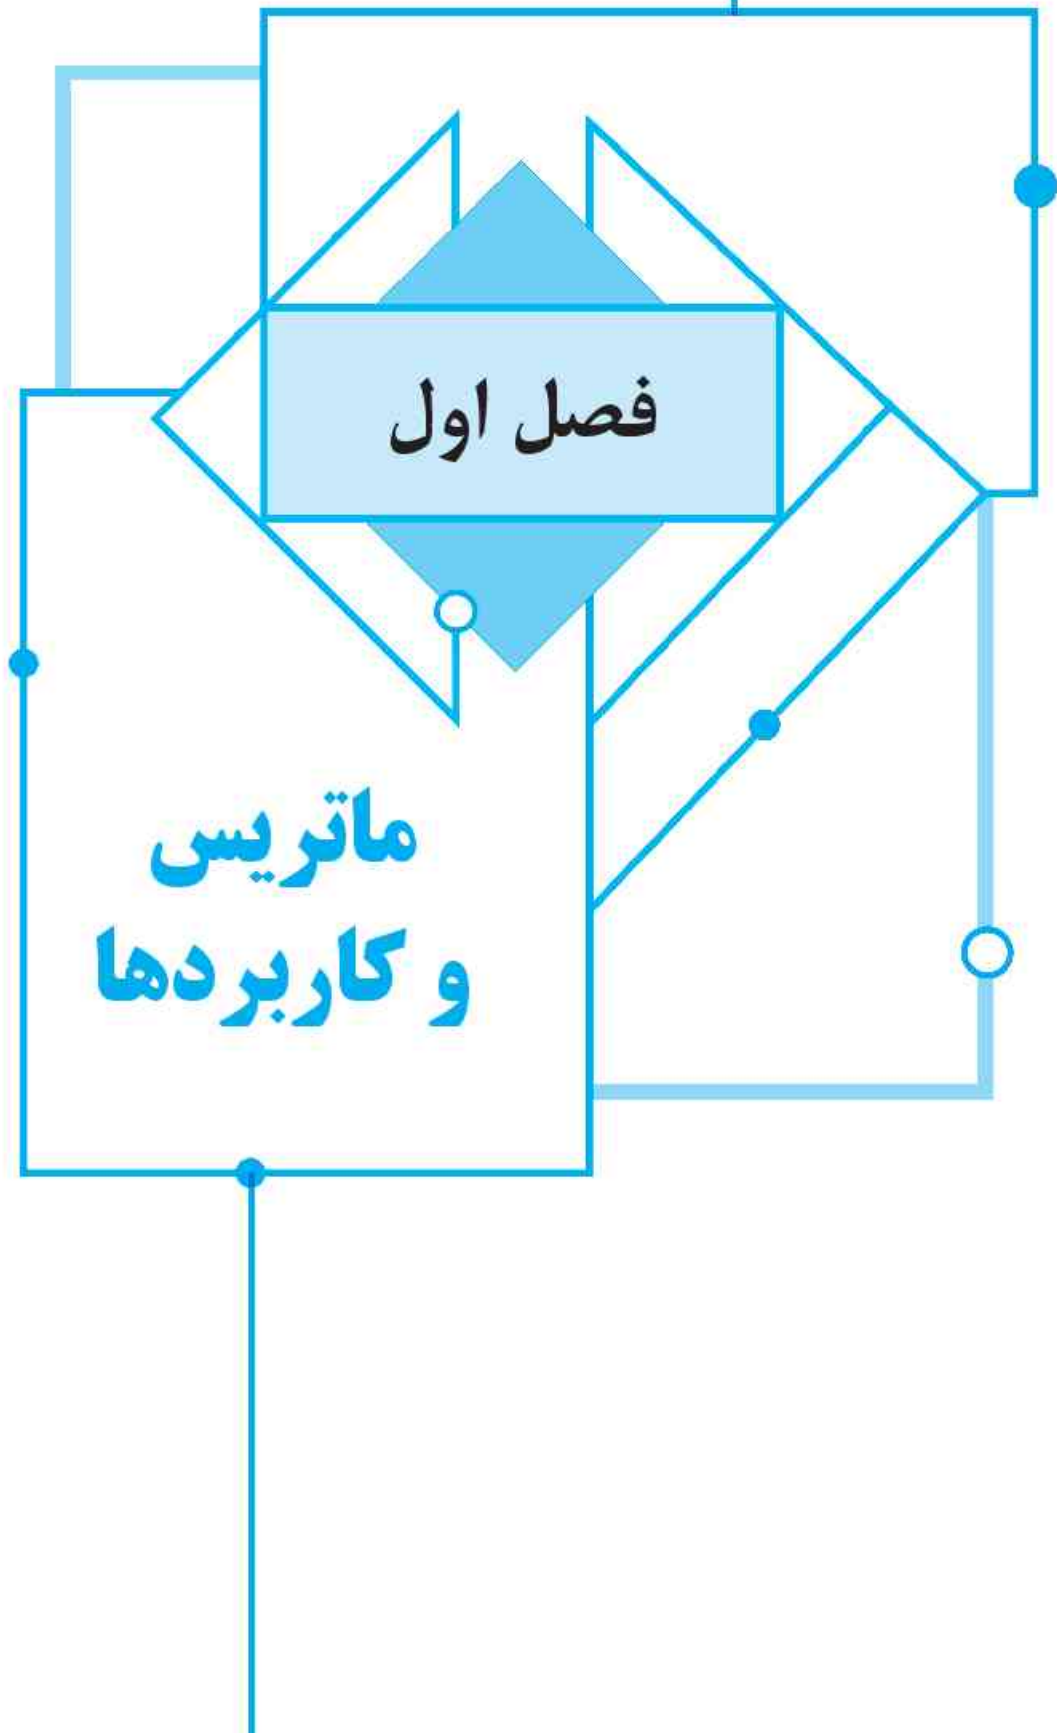 فصل اول
ماتریس
و کاربردها